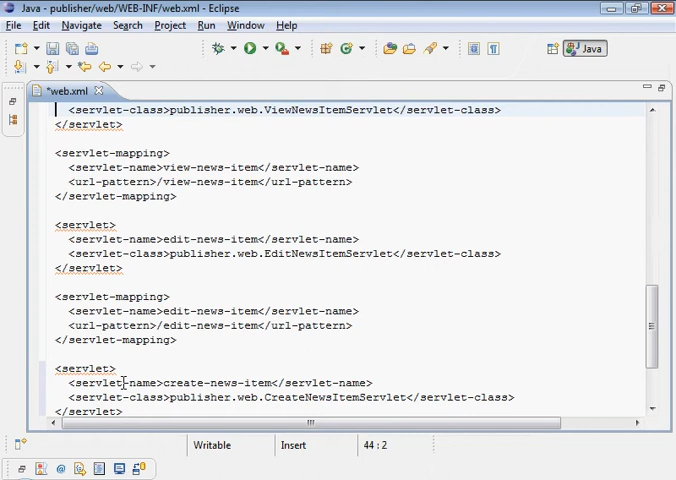 Java - publisher/web/WEB-INF/web.xml - Eclipse
File Edit Navigate Search Project Run Window Help
Java
*web.xml
<servlet-class>publisher.web.ViewNewsItemServlet</servlet-class>
</servlet>
<servlet-mapping>
<servlet-name>view-news-item</servlet-name>
<url-pattern>/view-news-item</url-pattern>
</servlet-mapping>
<servlet>
<servlet-name>edit-news-item</servlet-name>
<servlet-class>publisher.web.EditNewsItemServlet</servlet-class>
</servlet>
<servlet-mapping>
<servlet-name>edit-news-item</servlet-name>
<url-pattern>/edit-news-item</url-pattern>
</servlet-mapping>
<servlet>
<servlet-name>create-news-item</servlet-name>
<servlet-class>publisher.web.CreateNewsItemServlet</servlet-class>
</servlet>
Writable Insert 44 : 2